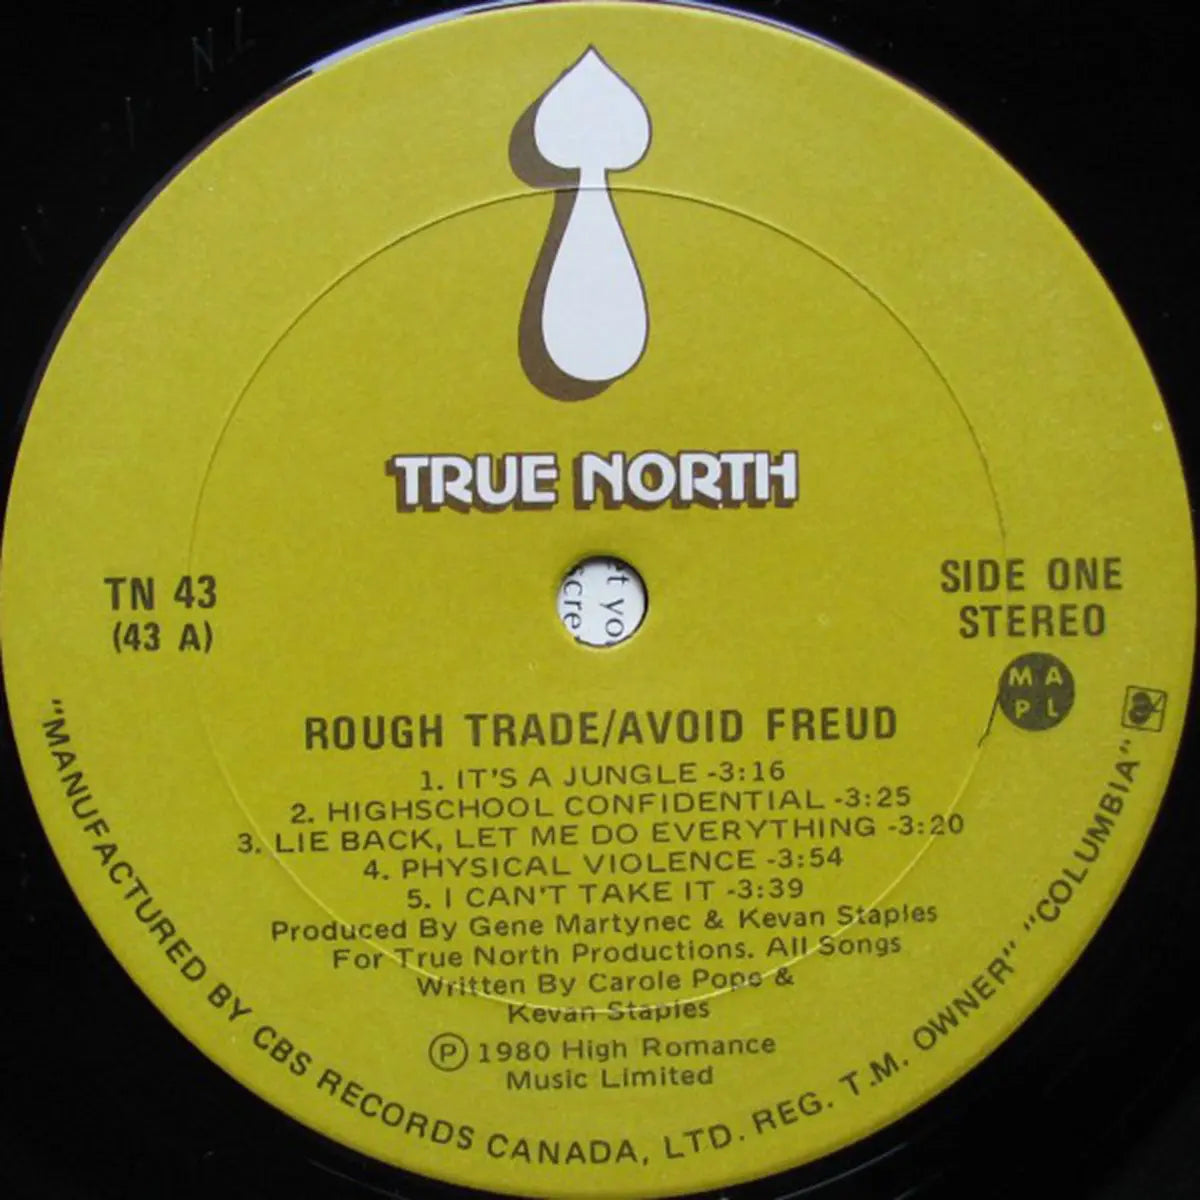 TRUE NORTH
TN 43
(43 A)
SIDE ONE
STEREO
M A
P L
t yo
cre
ROUGH TRADE/AVOID FREUD
1. IT'S A JUNGLE -3:16
2. HIGHSCHOOL CONFIDENTIAL -3:25
3. LIE BACK, LET ME DO EVERYTHING -3:20
4. PHYSICAL VIOLENCE -3:54
5. I CAN'T TAKE IT -3:39
Produced By Gene Martynec & Kevan Staples
For True North Productions. All Songs
Written By Carole Pope &
Kevan Staples
Ⓟ 1980 High Romance
Music Limited
"MANUFACTURED BY CBS RECORDS CANADA, LTD. REG. T.M. OWNER" "COLUMBIA"